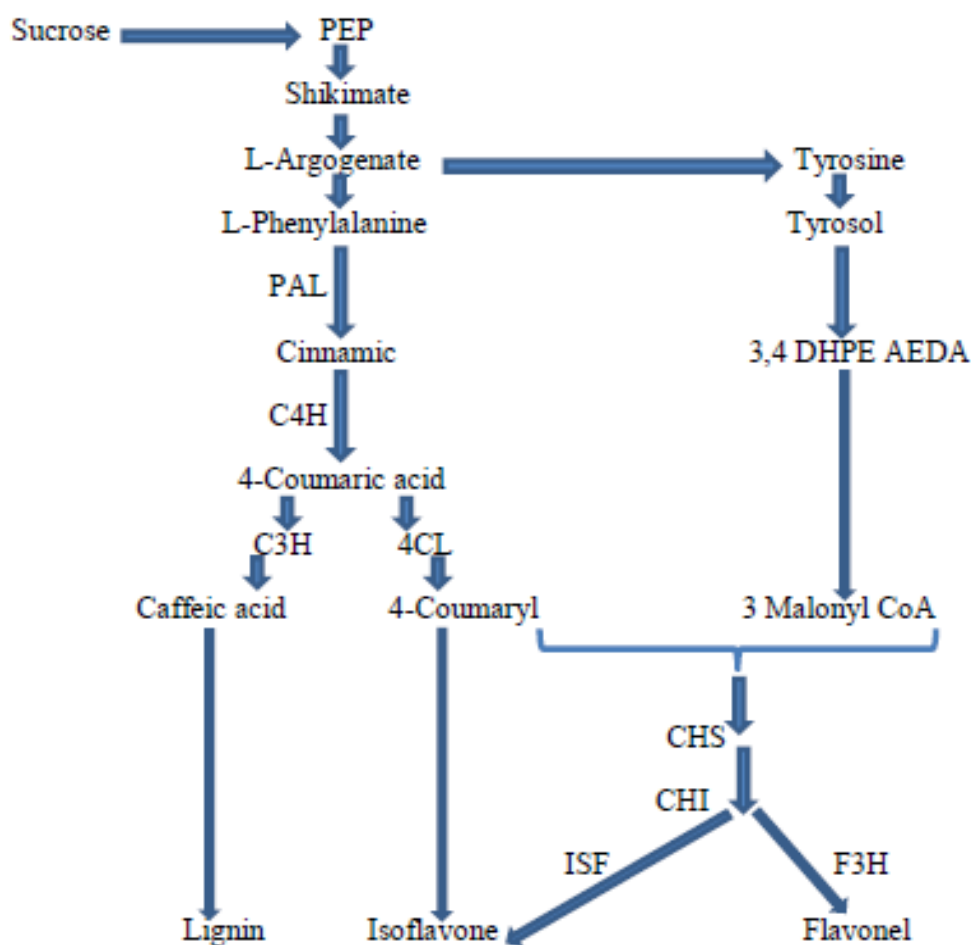 Sucrose PEP
Shikimate
L-Argogenate Tyrosine
L-Phenylalanine Tyrosol
PAL
Cinnamic 3,4 DHPE AEDA
C4H
4-Coumaric acid
C3H 4CL
Caffeic acid 4-Coumaryl 3 Malonyl CoA
CHS
CHI
ISF F3H
Lignin Isoflavone Flavonel